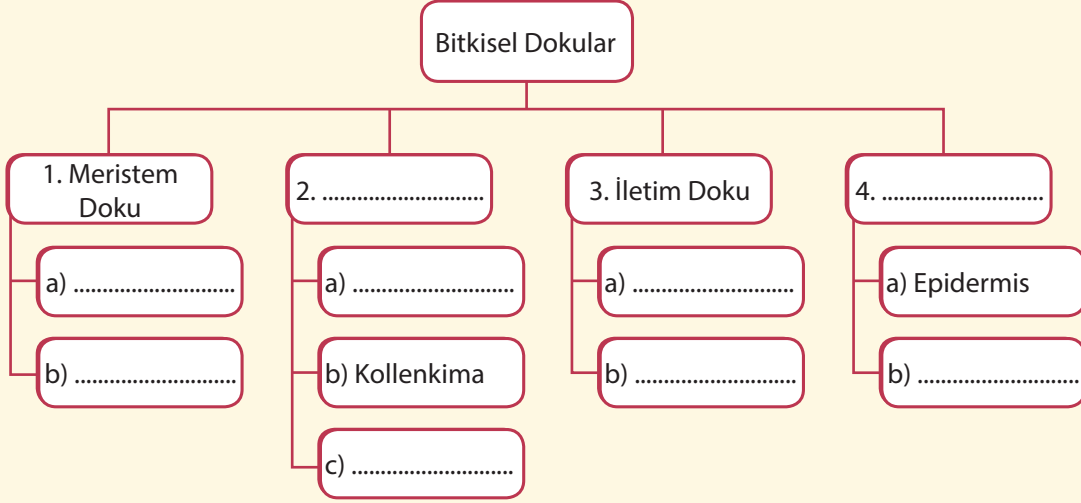 Bitkisel Dokular
1. Meristem
Doku
2. ............................
3. İletim Doku
4. ............................
a) ............................
a) ............................
a) ............................
a) Epidermis
b) ............................
b) Kollenkima
b) ............................
b) ............................
c) ............................